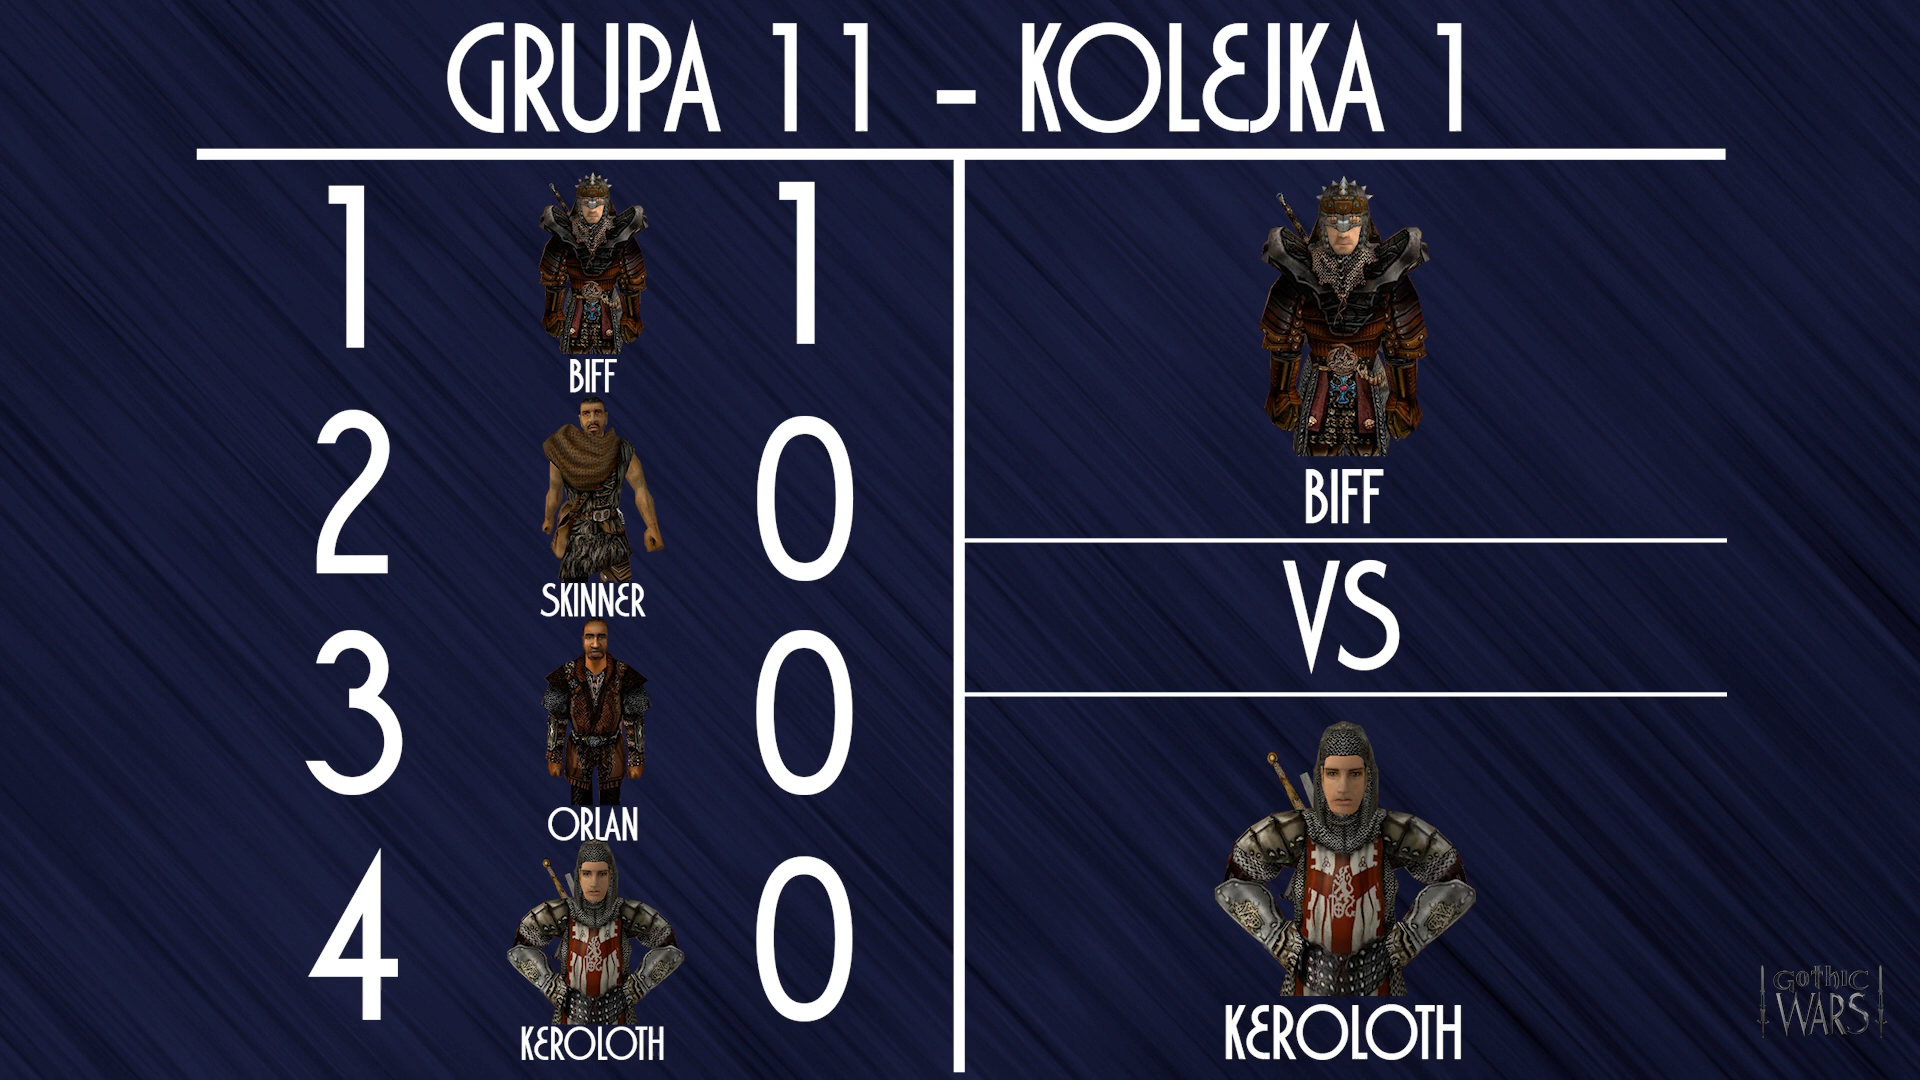 GRUPA 11 - KOLEJKA 1
1 1
BIFF
2 0
SKINNER
3 0
ORLAN
4 0
KEROLOTH
BIFF
VS
KEROLOTH
GOTHIC
WARS